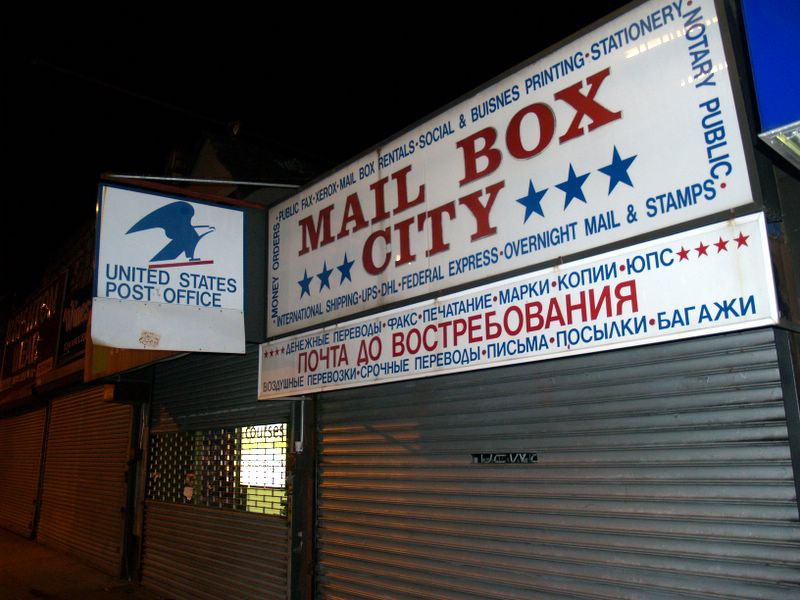 MONEY ORDERS • PUBLIC FAX • XEROX • MAIL BOX RENTALS • SOCIAL & BUISNES PRINTING • STATIONERY • NOTARY PUBLIC •
MAIL BOX
CITY
• INTERNATIONAL SHIPPING • UPS • DHL • FEDERAL EXPRESS • OVERNIGHT MAIL & STAMPS
UNITED STATES
POST OFFICE
ДЕНЕЖНЫЕ ПЕРЕВОДЫ • ФАКС • ПЕЧАТАНИЕ • МАРКИ • КОПИИ • ЮПС
ПОЧТА ДО ВОСТРЕБОВАНИЯ
ВОЗДУШНЫЕ ПЕРЕВОЗКИ • СРОЧНЫЕ ПЕРЕВОДЫ • ПИСЬМА • ПОСЫЛКИ • БАГАЖИ
courses